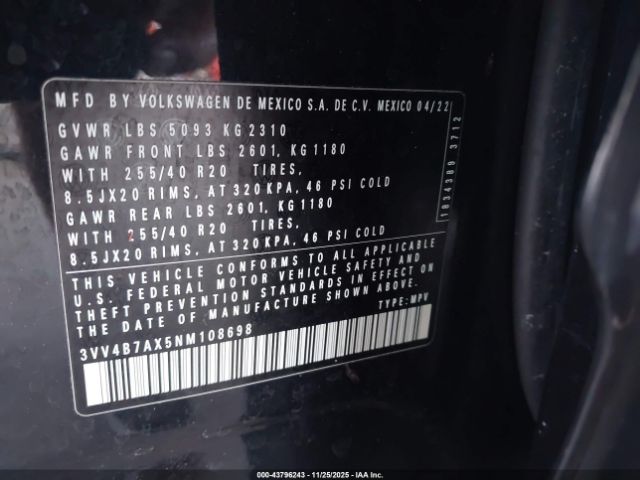 MFD BY VOLKSWAGEN DE MEXICO S.A. DE C.V. MEXICO 04/22
GVWR LBS 5093 KG 2310
GAWR FRONT LBS 2601, KG 1180
WITH 255/40 R20 TIRES,
8.5JX20 RIMS, AT 320 KPA, 46 PSI COLD
GAWR REAR LBS 2601, KG 1180
WITH 255/40 R20 TIRES,
8.5JX20 RIMS, AT 320 KPA, 46 PSI COLD
THIS VEHICLE CONFORMS TO ALL APPLICABLE
U.S. FEDERAL MOTOR VEHICLE SAFETY AND
THEFT PREVENTION STANDARDS IN EFFECT ON
THE DATE OF MANUFACTURE SHOWN ABOVE.
3VV4B7AX5NM108698 TYPE: MPV
1834389 3712
000-43796243 - 11/25/2025 - IAA Inc.